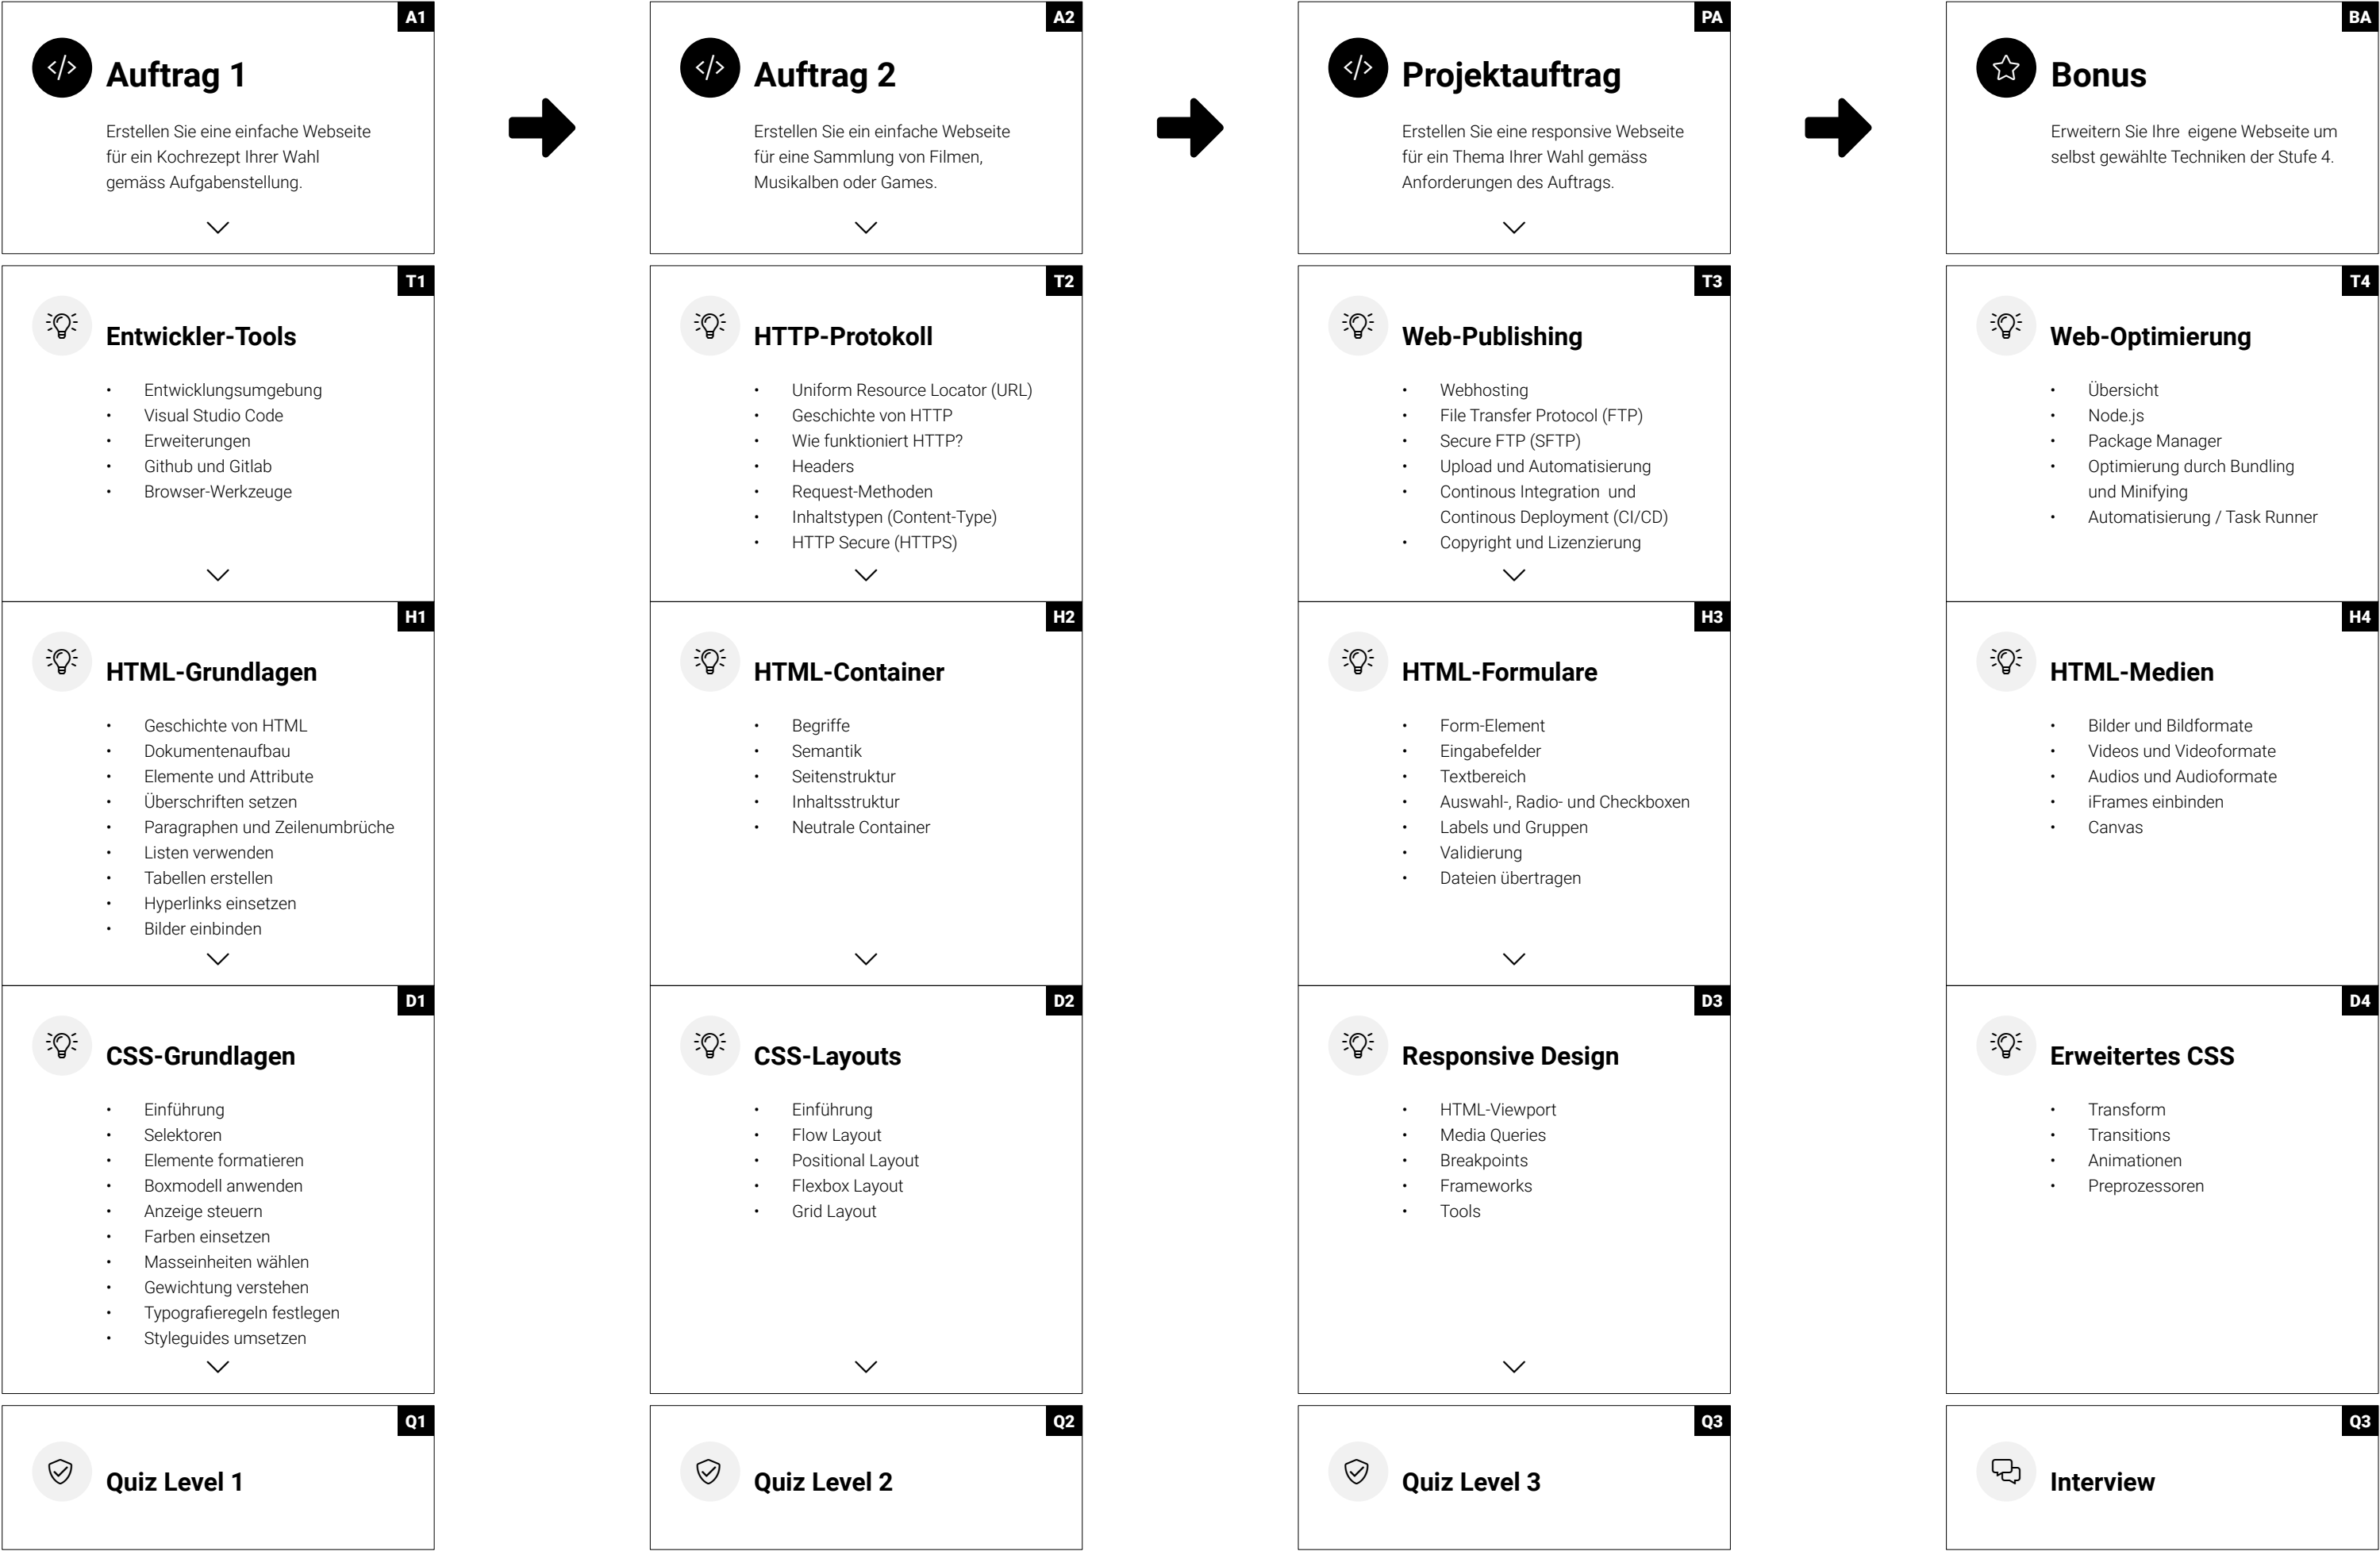 A1
Auftrag 1
Erstellen Sie eine einfache Webseite
für ein Kochrezept Ihrer Wahl
gemäss Aufgabenstellung.
T1
Entwickler-Tools
• Entwicklungsumgebung
• Visual Studio Code
• Erweiterungen
• Github und Gitlab
• Browser-Werkzeuge
H1
HTML-Grundlagen
• Geschichte von HTML
• Dokumentenaufbau
• Elemente und Attribute
• Überschriften setzen
• Paragraphen und Zeilenumbrüche
• Listen verwenden
• Tabellen erstellen
• Hyperlinks einsetzen
• Bilder einbinden
D1
CSS-Grundlagen
• Einführung
• Selektoren
• Elemente formatieren
• Boxmodell anwenden
• Anzeige steuern
• Farben einsetzen
• Masseinheiten wählen
• Gewichtung verstehen
• Typografieregeln festlegen
• Styleguides umsetzen
Q1
Quiz Level 1
A2
Auftrag 2
Erstellen Sie ein einfache Webseite
für eine Sammlung von Filmen,
Musikalben oder Games.
T2
HTTP-Protokoll
• Uniform Resource Locator (URL)
• Geschichte von HTTP
• Wie funktioniert HTTP?
• Headers
• Request-Methoden
• Inhaltstypen (Content-Type)
• HTTP Secure (HTTPS)
H2
HTML-Container
• Begriffe
• Semantik
• Seitenstruktur
• Inhaltsstruktur
• Neutrale Container
D2
CSS-Layouts
• Einführung
• Flow Layout
• Positional Layout
• Flexbox Layout
• Grid Layout
Q2
Quiz Level 2
PA
Projektauftrag
Erstellen Sie eine responsive Webseite
für ein Thema Ihrer Wahl gemäss
Anforderungen des Auftrags.
T3
Web-Publishing
• Webhosting
• File Transfer Protocol (FTP)
• Secure FTP (SFTP)
• Upload und Automatisierung
• Continous Integration und
Continous Deployment (CI/CD)
• Copyright und Lizenzierung
H3
HTML-Formulare
• Form-Element
• Eingabefelder
• Textbereich
• Auswahl-, Radio- und Checkboxen
• Labels und Gruppen
• Validierung
• Dateien übertragen
D3
Responsive Design
• HTML-Viewport
• Media Queries
• Breakpoints
• Frameworks
• Tools
Q3
Quiz Level 3
BA
Bonus
Erweitern Sie Ihre eigene Webseite um
selbst gewählte Techniken der Stufe 4.
T4
Web-Optimierung
• Übersicht
• Node.js
• Package Manager
• Optimierung durch Bundling
und Minifying
• Automatisierung / Task Runner
H4
HTML-Medien
• Bilder und Bildformate
• Videos und Videoformate
• Audios und Audioformate
• iFrames einbinden
• Canvas
D4
Erweitertes CSS
• Transform
• Transitions
• Animationen
• Preprozessoren
Q3
Interview